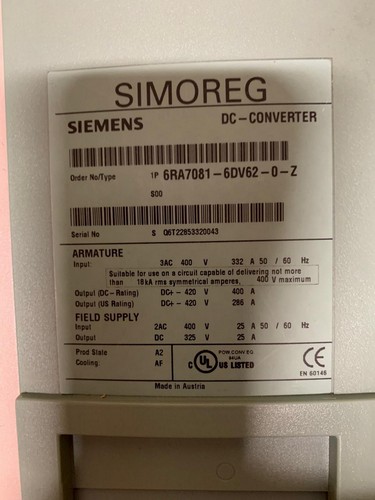 SIMOREG
SIEMENS DC-CONVERTER
Order No/Type 1P 6RA7081-6DV62-0-Z
S00
Serial No S Q6T22853320043
ARMATURE
Input: 3AC 400 V 332 A 50 / 60 Hz
Suitable for use on a circuit capable of delivering not more
than 18kA rms symmetrical amperes, 400 V maximum
Output (DC-Rating) DC+- 420 V 400 A
Output (US Rating) DC+- 420 V 286 A
FIELD SUPPLY
Input 2AC 400 V 25 A 50 / 60 Hz
Output DC 325 V 25 A
Prod State A2
Cooling: AF
C UL US LISTED
POW.CONV.EQ.
CE
EN 60146
Made in Austria